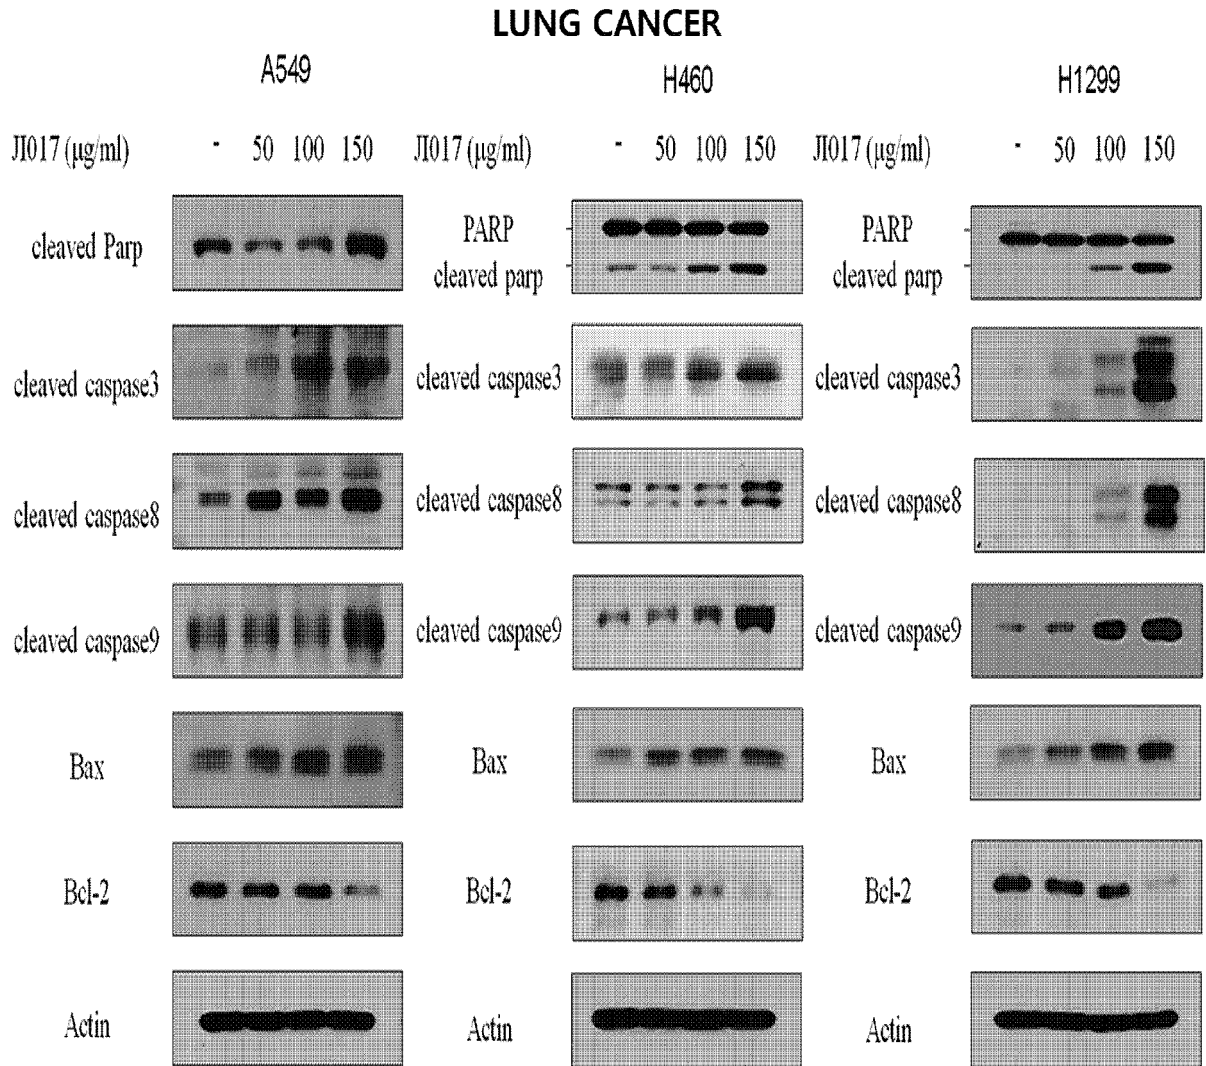 LUNG CANCER
A549 H460 H1299
JI017 (μg/ml) - 50 100 150 JI017 (μg/ml) - 50 100 150 JI017 (μg/ml) - 50 100 150
cleaved Parp PARP PARP
cleaved parp cleaved parp
cleaved caspase3 cleaved caspase3 cleaved caspase3
cleaved caspase8 cleaved caspase8 cleaved caspase8
cleaved caspase9 cleaved caspase9 cleaved caspase9
Bax Bax Bax
Bcl-2 Bcl-2 Bcl-2
Actin Actin Actin